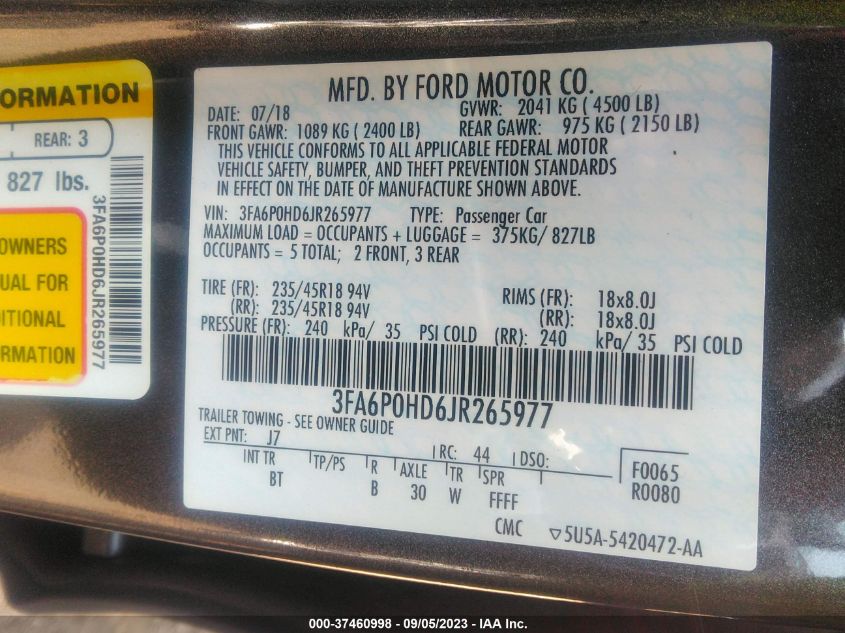 ORMATION
REAR: 3
827 lbs.
OWNERS
UAL FOR
DITIONAL
ORMATION
3FA6P0HD6JR265977
MFD. BY FORD MOTOR CO.
DATE: 07/18 GVWR: 2041 KG ( 4500 LB)
FRONT GAWR: 1089 KG ( 2400 LB) REAR GAWR: 975 KG ( 2150 LB)
THIS VEHICLE CONFORMS TO ALL APPLICABLE FEDERAL MOTOR
VEHICLE SAFETY, BUMPER, AND THEFT PREVENTION STANDARDS
IN EFFECT ON THE DATE OF MANUFACTURE SHOWN ABOVE.
VIN: 3FA6P0HD6JR265977 TYPE: Passenger Car
MAXIMUM LOAD = OCCUPANTS + LUGGAGE = 375KG/ 827LB
OCCUPANTS = 5 TOTAL; 2 FRONT, 3 REAR
TIRE (FR): 235/45R18 94V RIMS (FR): 18x8.0J
(RR): 235/45R18 94V (RR): 18x8.0J
PRESSURE (FR): 240 kPa/ 35 PSI COLD (RR): 240 kPa/ 35 PSI COLD
3FA6P0HD6JR265977
TRAILER TOWING - SEE OWNER GUIDE
EXT PNT: J7 RC: 44 DSO: F0065
INT TR TP/PS R AXLE TR SPR R0080
BT B 30 W FFFF
CMC ▽5U5A-5420472-AA
000-37460998 — 09/05/2023 — IAA Inc.